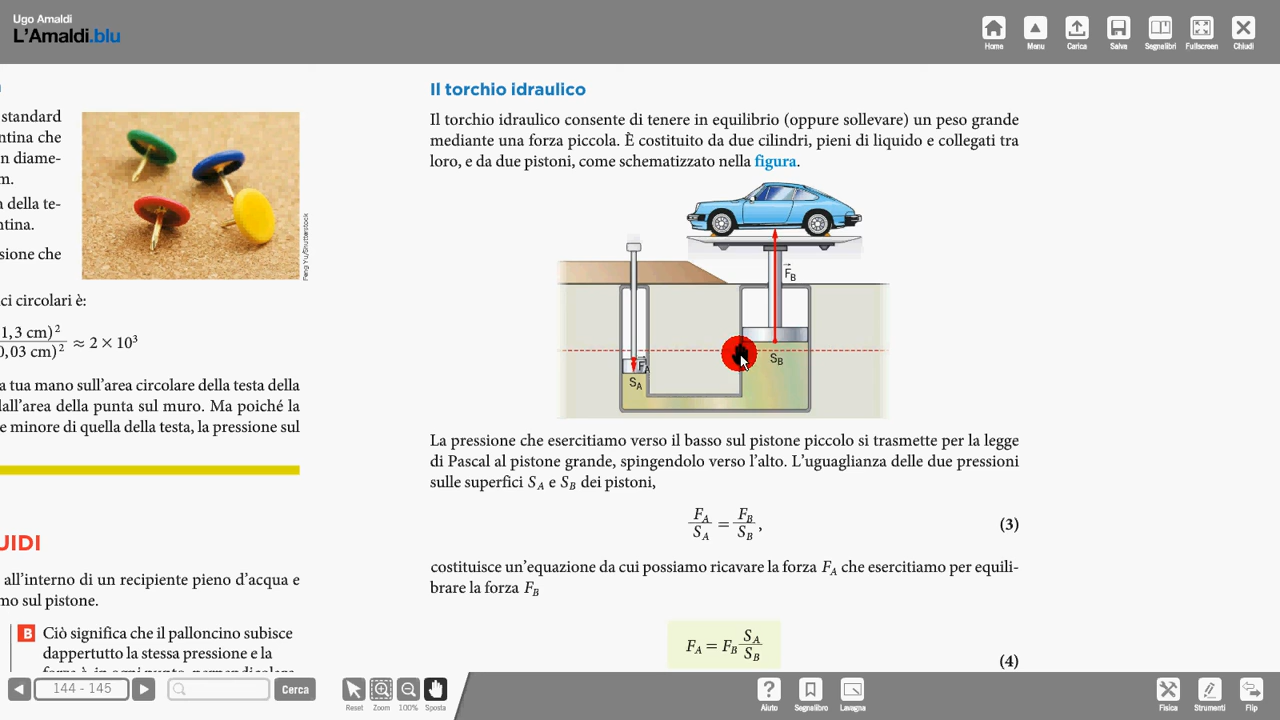 Ugo Amaldi
L'Amaldi.blu
Home
Menu
Carica
Salva
Segnalibri
Fullscreen
Chiudi
standard
ntina che
n diame-
m.
a della te-
ntina.
sione che
Feng Yu/Shutterstock
ci circolari è:
1,3 cm)²
0,03 cm)² ≈ 2 × 10³
a tua mano sull'area circolare della testa della
dall'area della punta sul muro. Ma poiché la
e minore di quella della testa, la pressione sul
UIDI
all'interno di un recipiente pieno d'acqua e
mo sul pistone.
B Ciò significa che il palloncino subisce
dappertutto la stessa pressione e la
Il torchio idraulico
Il torchio idraulico consente di tenere in equilibrio (oppure sollevare) un peso grande
mediante una forza piccola. È costituito da due cilindri, pieni di liquido e collegati tra
loro, e da due pistoni, come schematizzato nella figura.
F_B
F_A
S_A
S_B
La pressione che esercitiamo verso il basso sul pistone piccolo si trasmette per la legge
di Pascal al pistone grande, spingendolo verso l'alto. L'uguaglianza delle due pressioni
sulle superfici S_A e S_B dei pistoni,
F_A/S_A = F_B/S_B, (3)
costituisce un'equazione da cui possiamo ricavare la forza F_A che esercitiamo per equili-
brare la forza F_B
F_A = F_B S_A/S_B (4)
144 - 145
Cerca
Reset
Zoom
100%
Sposta
Aiuto
Segnalibro
Lavagna
Fisica
Strumenti
Flip